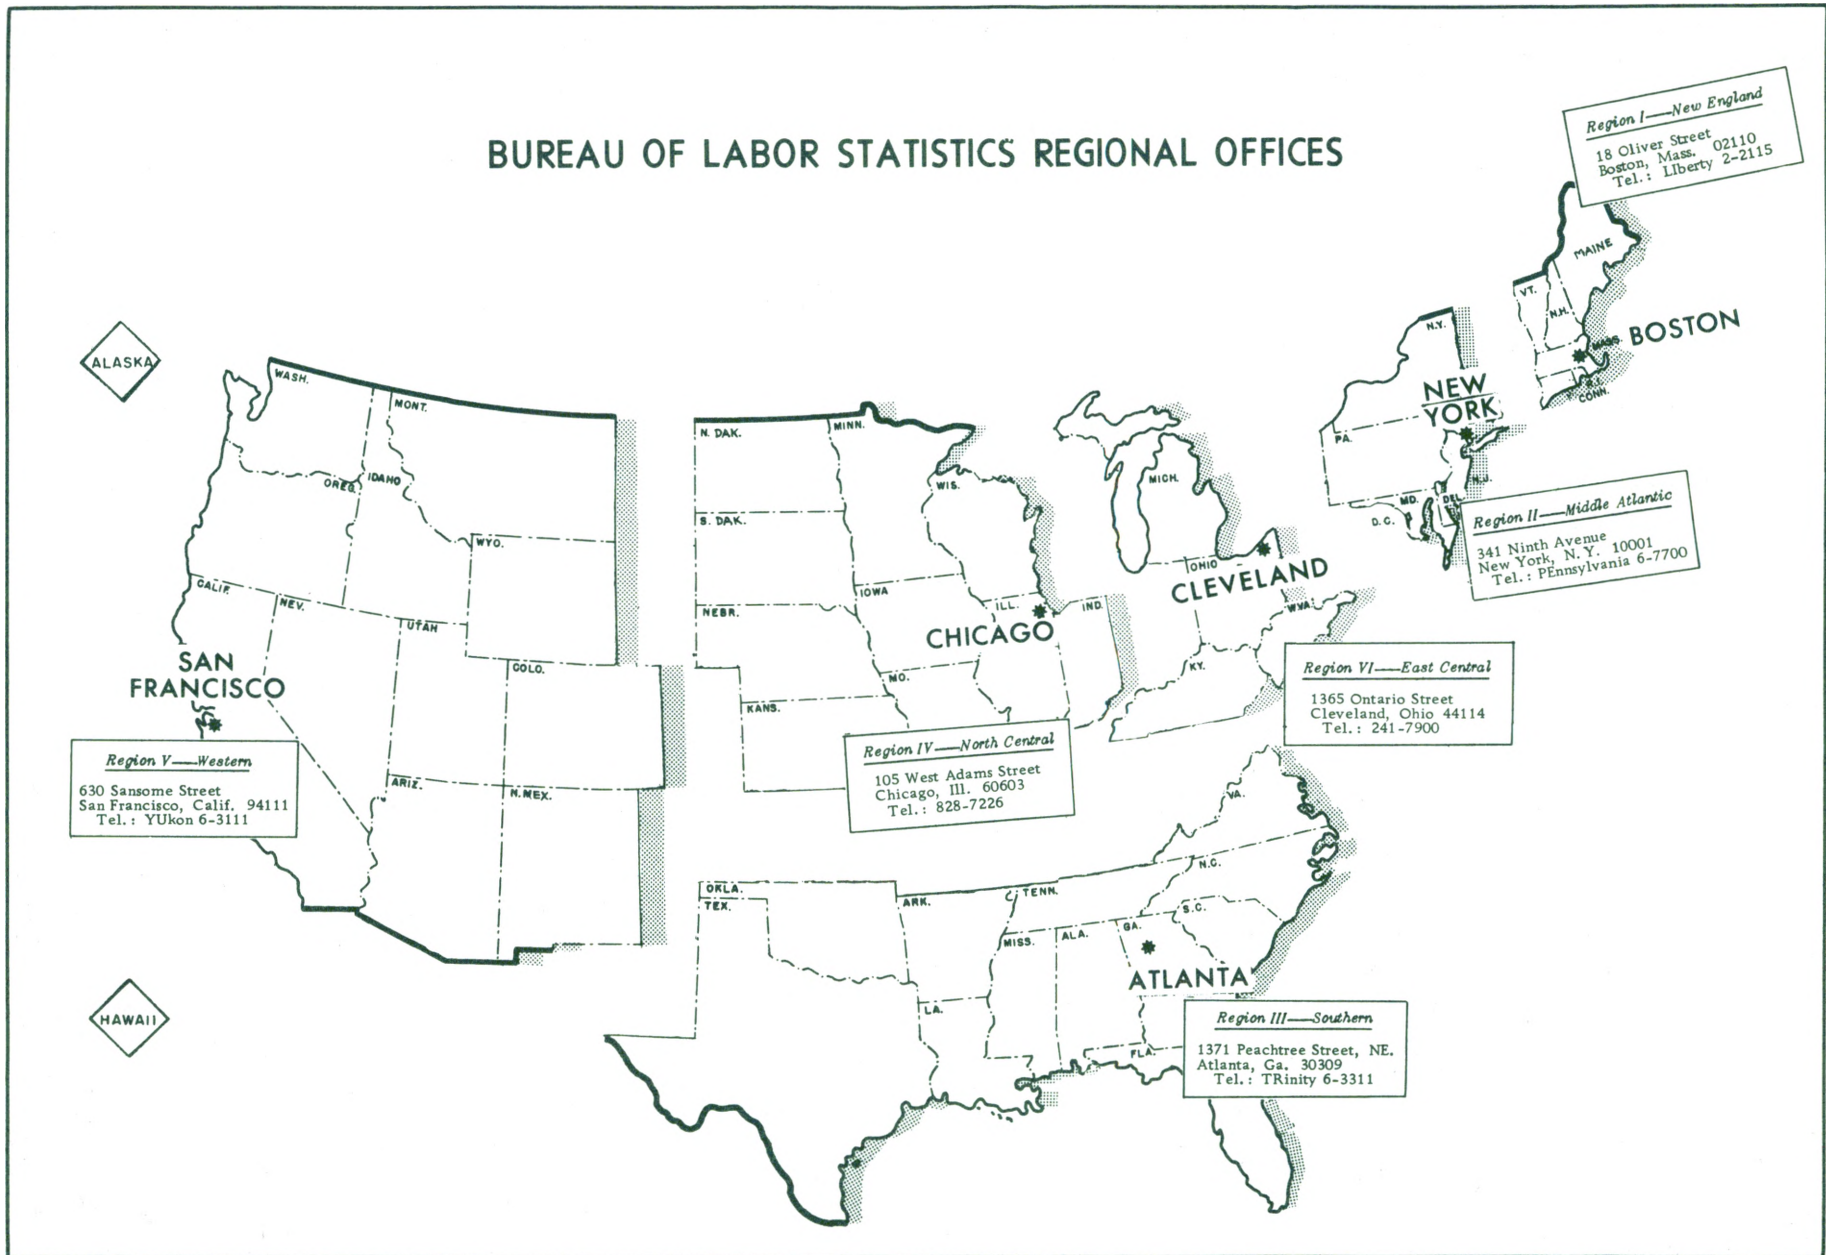 BUREAU OF LABOR STATISTICS REGIONAL OFFICES
Region I—New England
18 Oliver Street
Boston, Mass. 02110
Tel.: LIberty 2-2115
MAINE
VT.
N.H.
MASS.
BOSTON
R.I.
CONN.
N.Y.
NEW
YORK
PA.
N.J.
MD.
DEL.
D.C.
Region II—Middle Atlantic
341 Ninth Avenue
New York, N.Y. 10001
Tel.: PEnnsylvania 6-7700
ALASKA
WASH.
MONT.
OREG.
IDAHO
WYO.
CALIF.
NEV.
UTAH
COLO.
SAN
FRANCISCO
Region V—Western
630 Sansome Street
San Francisco, Calif. 94111
Tel.: YUkon 6-3111
ARIZ.
N.MEX.
HAWAII
N. DAK.
MINN.
S. DAK.
WIS.
NEBR.
IOWA
ILL.
IND.
CHICAGO
MO.
KANS.
Region IV—North Central
105 West Adams Street
Chicago, Ill. 60603
Tel.: 828-7226
MICH.
OHIO
CLEVELAND
W.VA.
KY.
Region VI—East Central
1365 Ontario Street
Cleveland, Ohio 44114
Tel.: 241-7900
VA.
N.C.
OKLA.
TEX.
ARK.
TENN.
S.C.
MISS.
ALA.
GA.
ATLANTA
LA.
FLA.
Region III—Southern
1371 Peachtree Street, NE.
Atlanta, Ga. 30309
Tel.: TRinity 6-3311